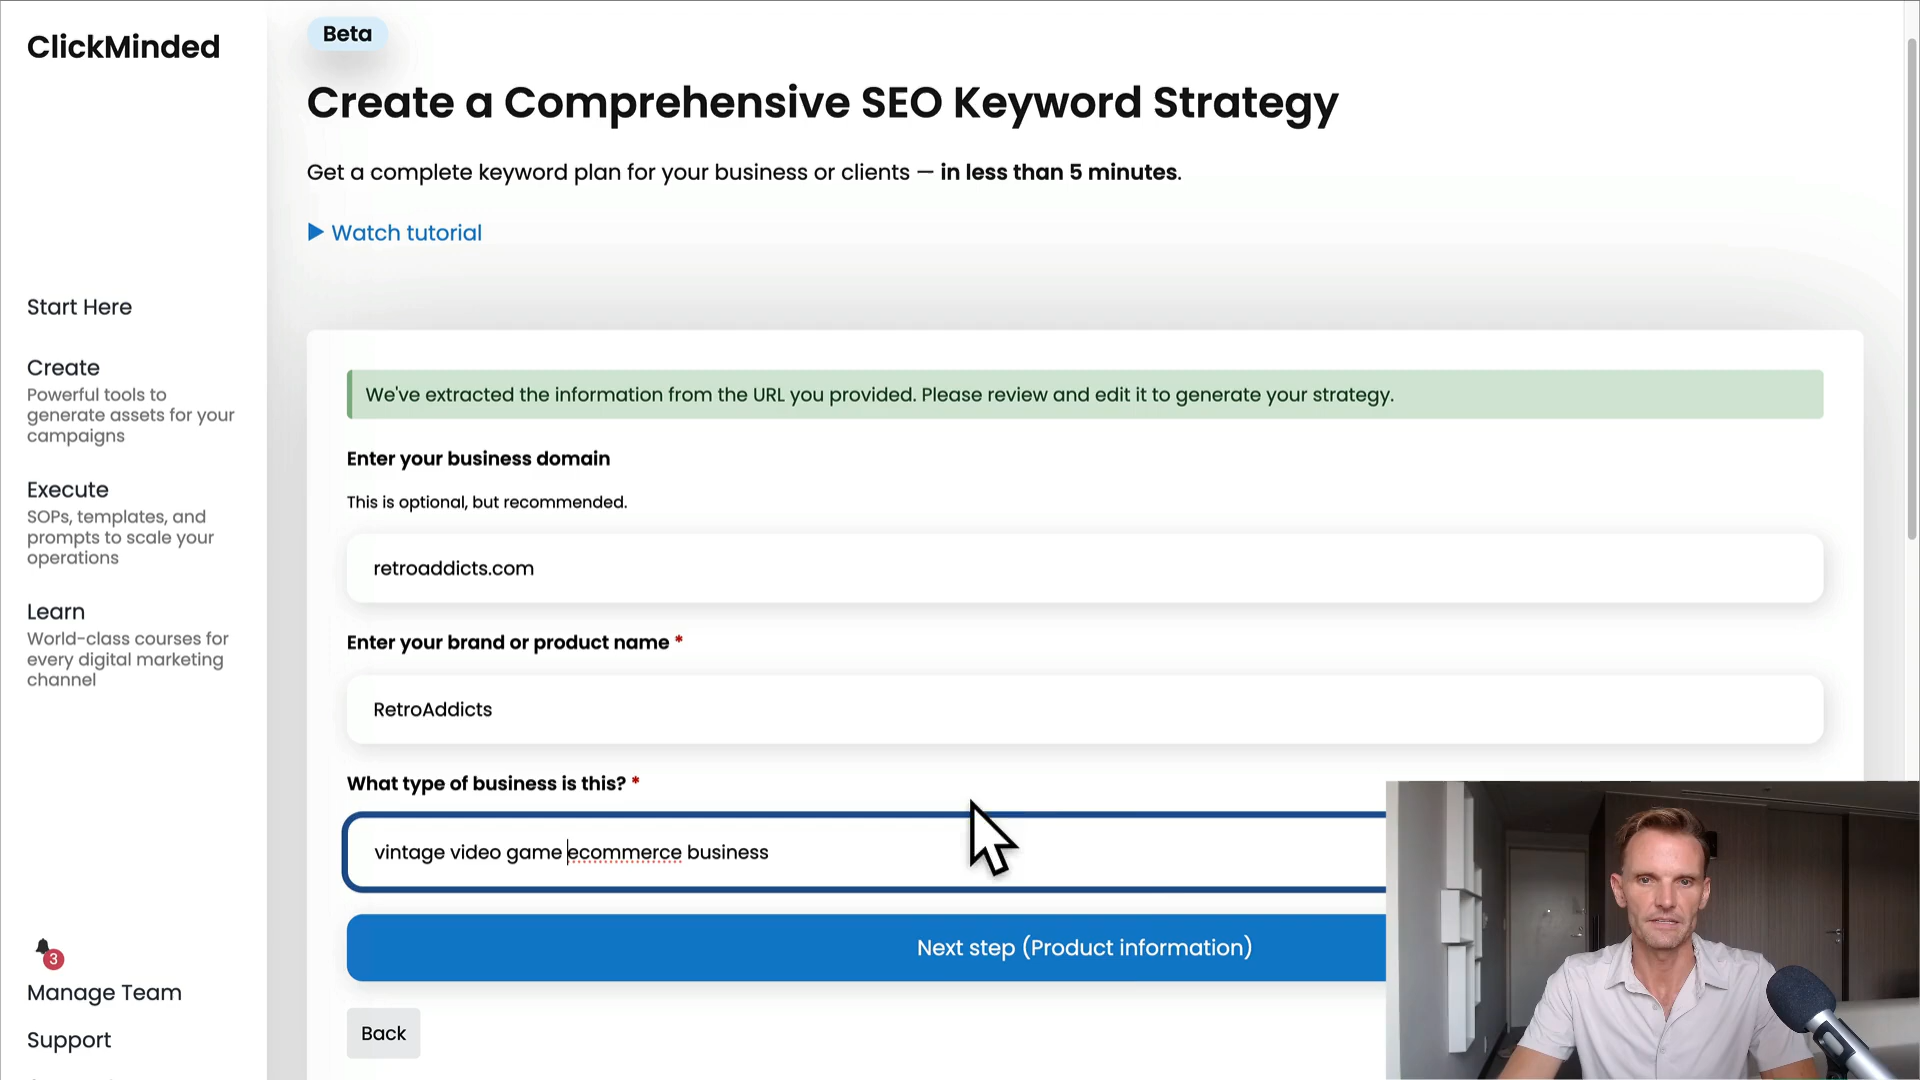 ClickMinded
Beta
Create a Comprehensive SEO Keyword Strategy
Get a complete keyword plan for your business or clients — in less than 5 minutes.
▶ Watch tutorial
Start Here
Create
Powerful tools to
generate assets for your
campaigns
Execute
SOPs, templates, and
prompts to scale your
operations
Learn
World-class courses for
every digital marketing
channel
3
Manage Team
Support
We've extracted the information from the URL you provided. Please review and edit it to generate your strategy.
Enter your business domain
This is optional, but recommended.
retroaddicts.com
Enter your brand or product name *
RetroAddicts
What type of business is this? *
vintage video game ecommerce business
Next step (Product information)
Back